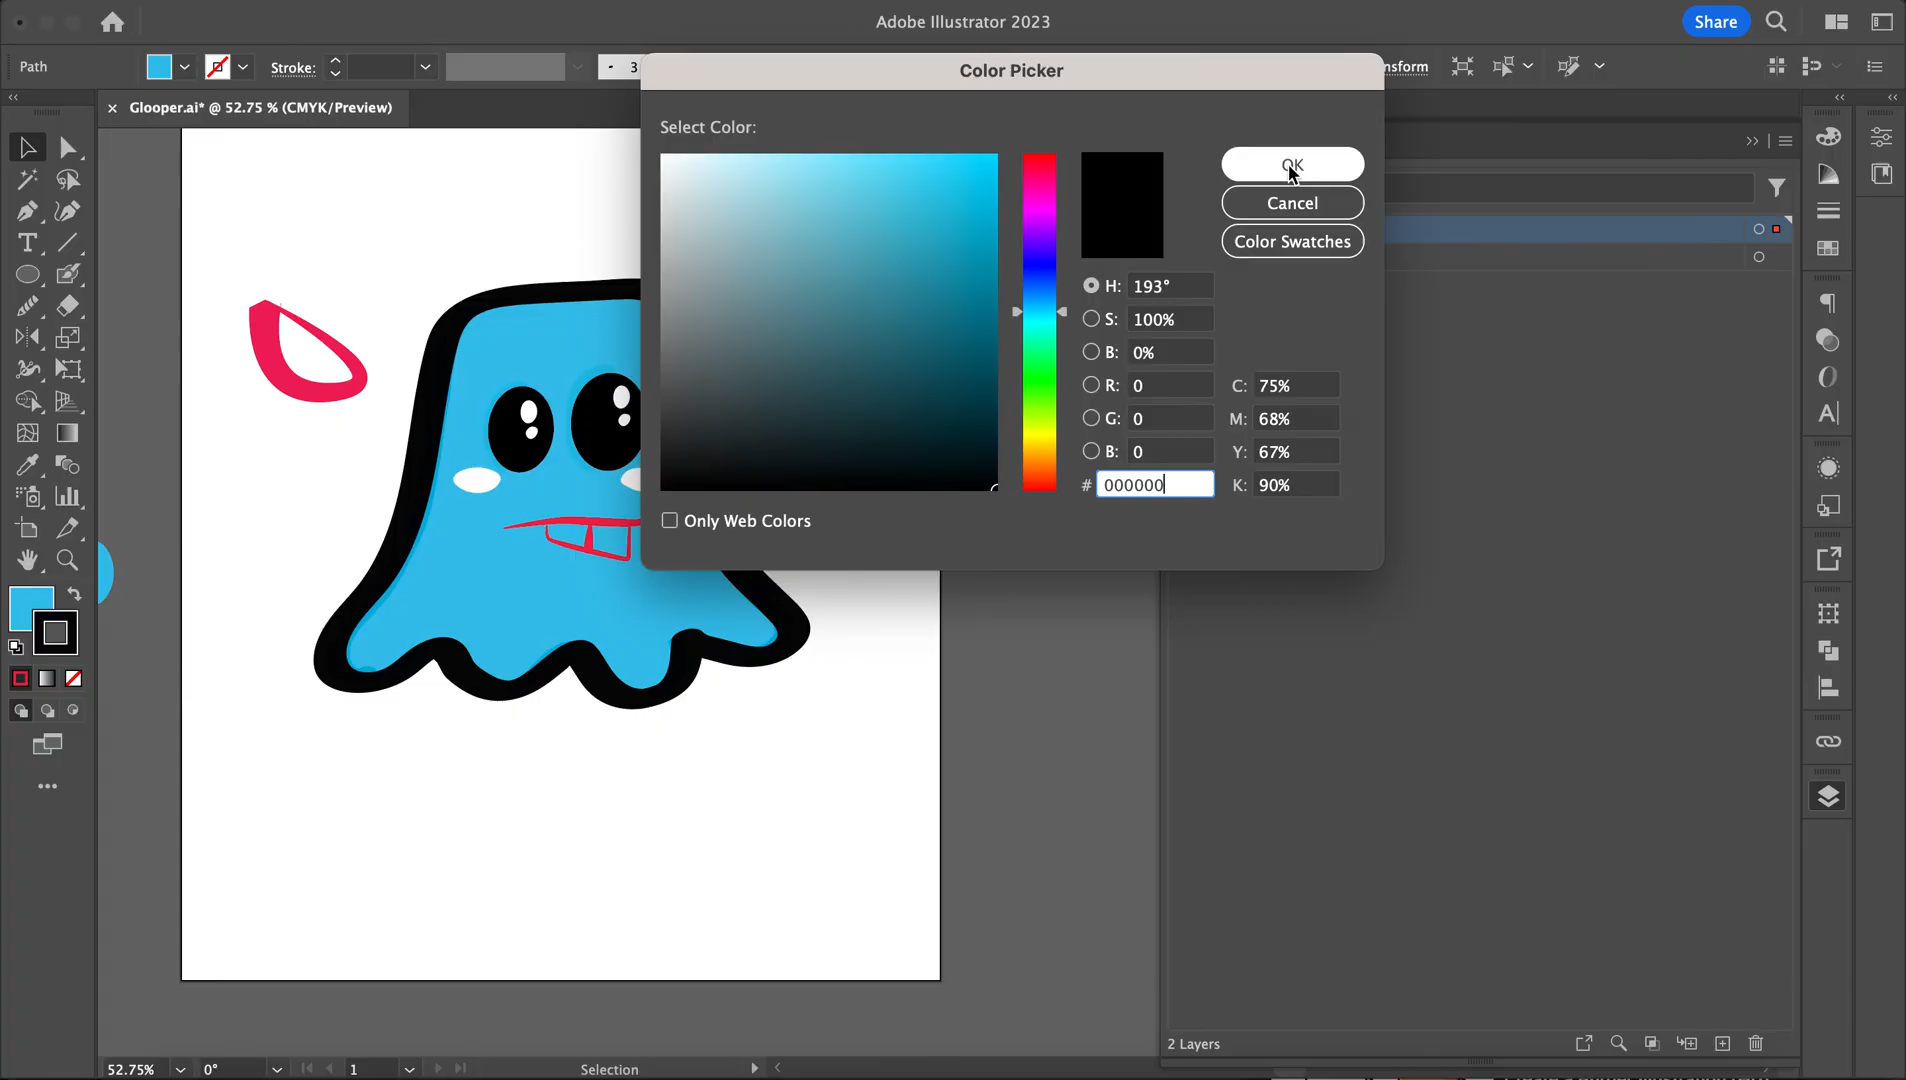 Adobe Illustrator 2023
Share
Path
Stroke:
3
nsform
Color Picker
Glooper.ai* @ 52.75 % (CMYK/Preview)
Select Color:
OK
Cancel
Color Swatches
H: 193°
S: 100%
B: 0%
R: 0
C: 75%
G: 0
M: 68%
B: 0
Y: 67%
# 000000
K: 90%
Only Web Colors
2 Layers
52.75%
0°
1
Selection